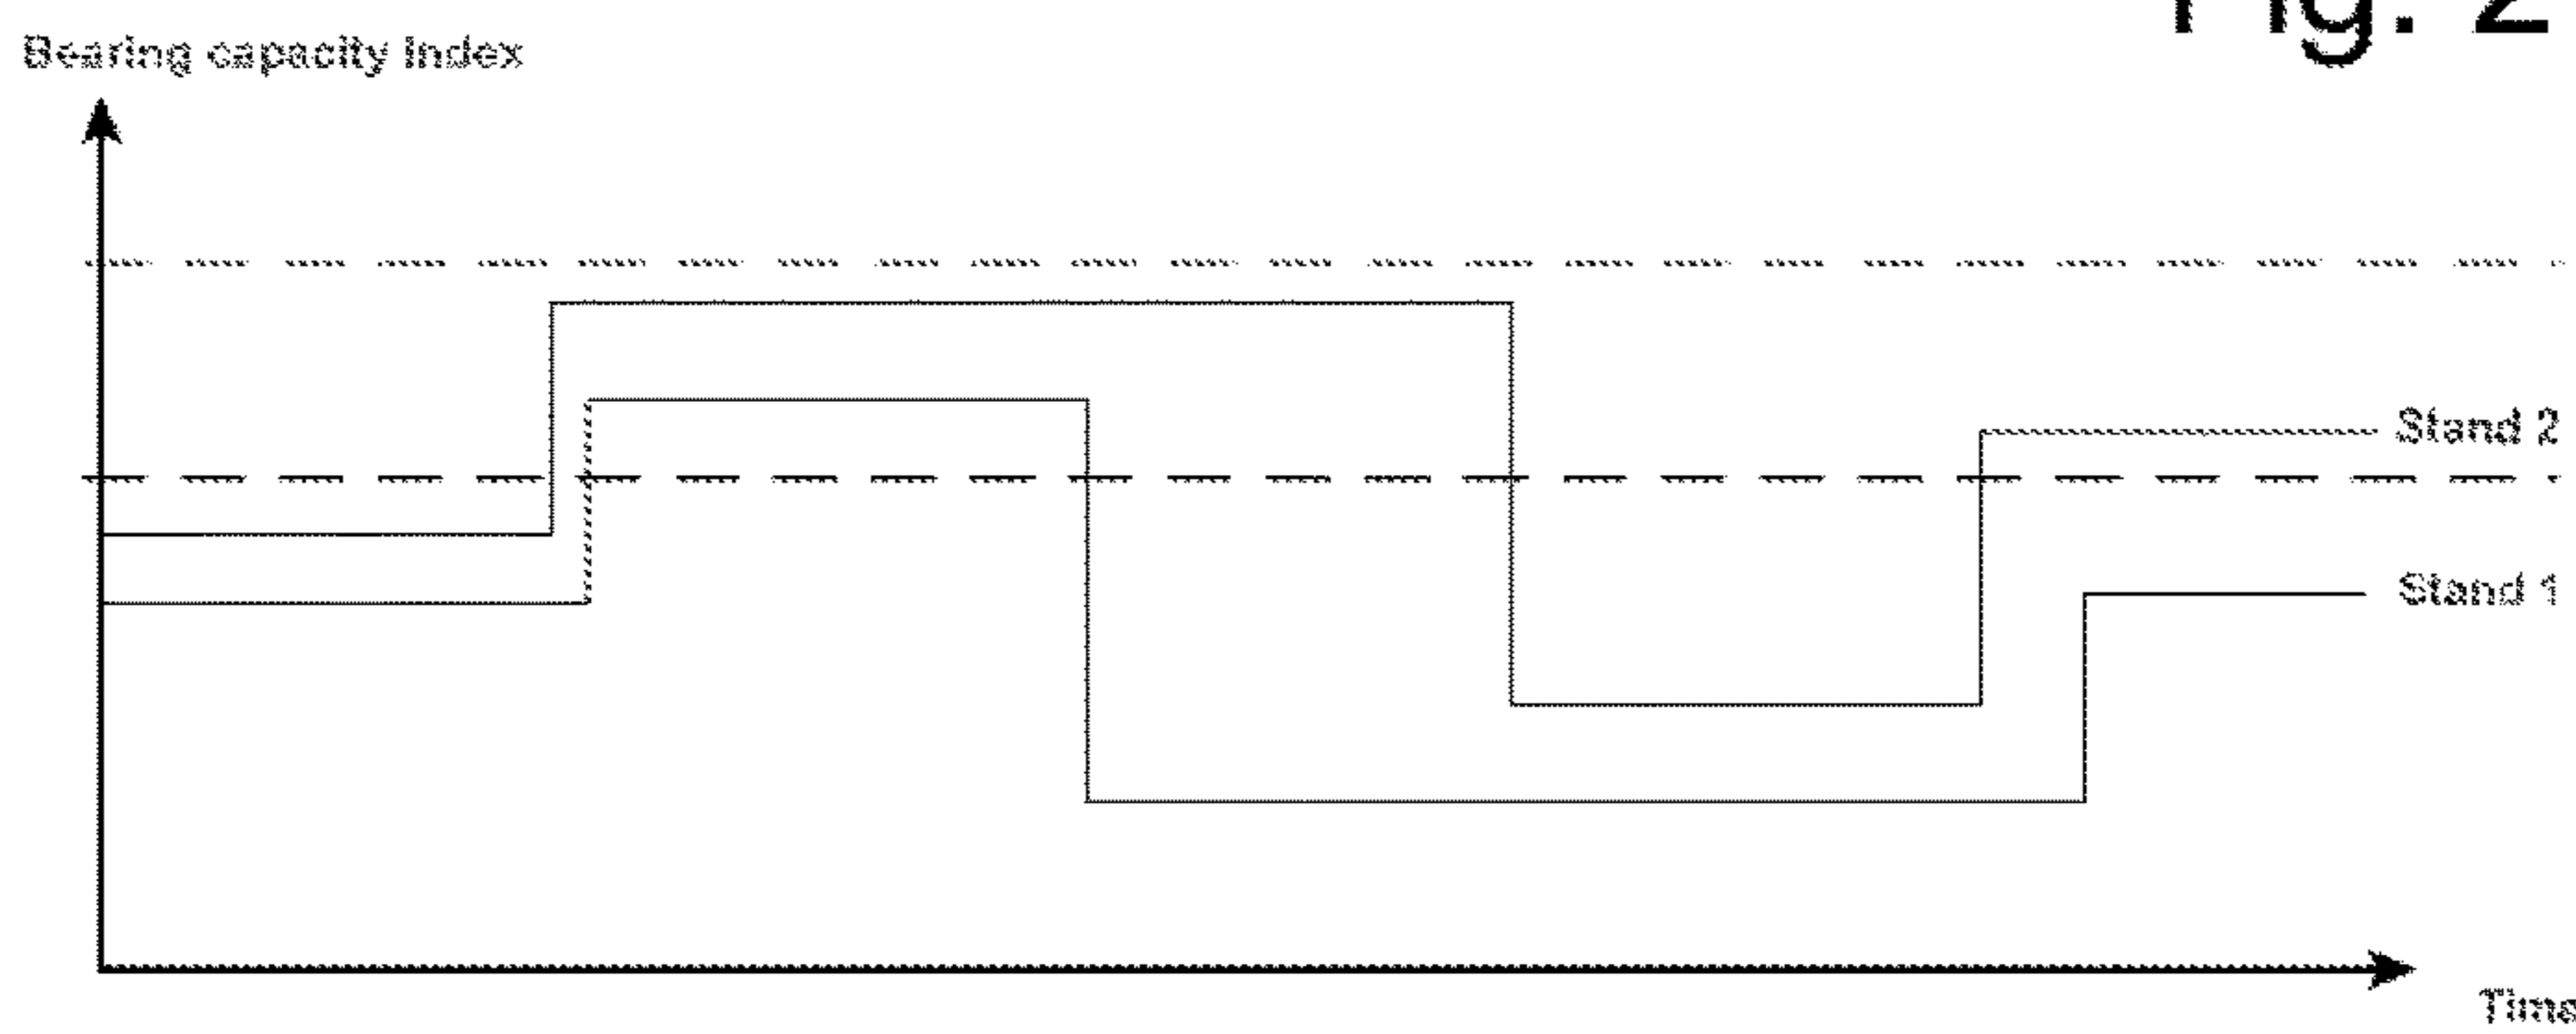 Fig. 2
Bearing capacity index
Stand 2
Stand 1
Time